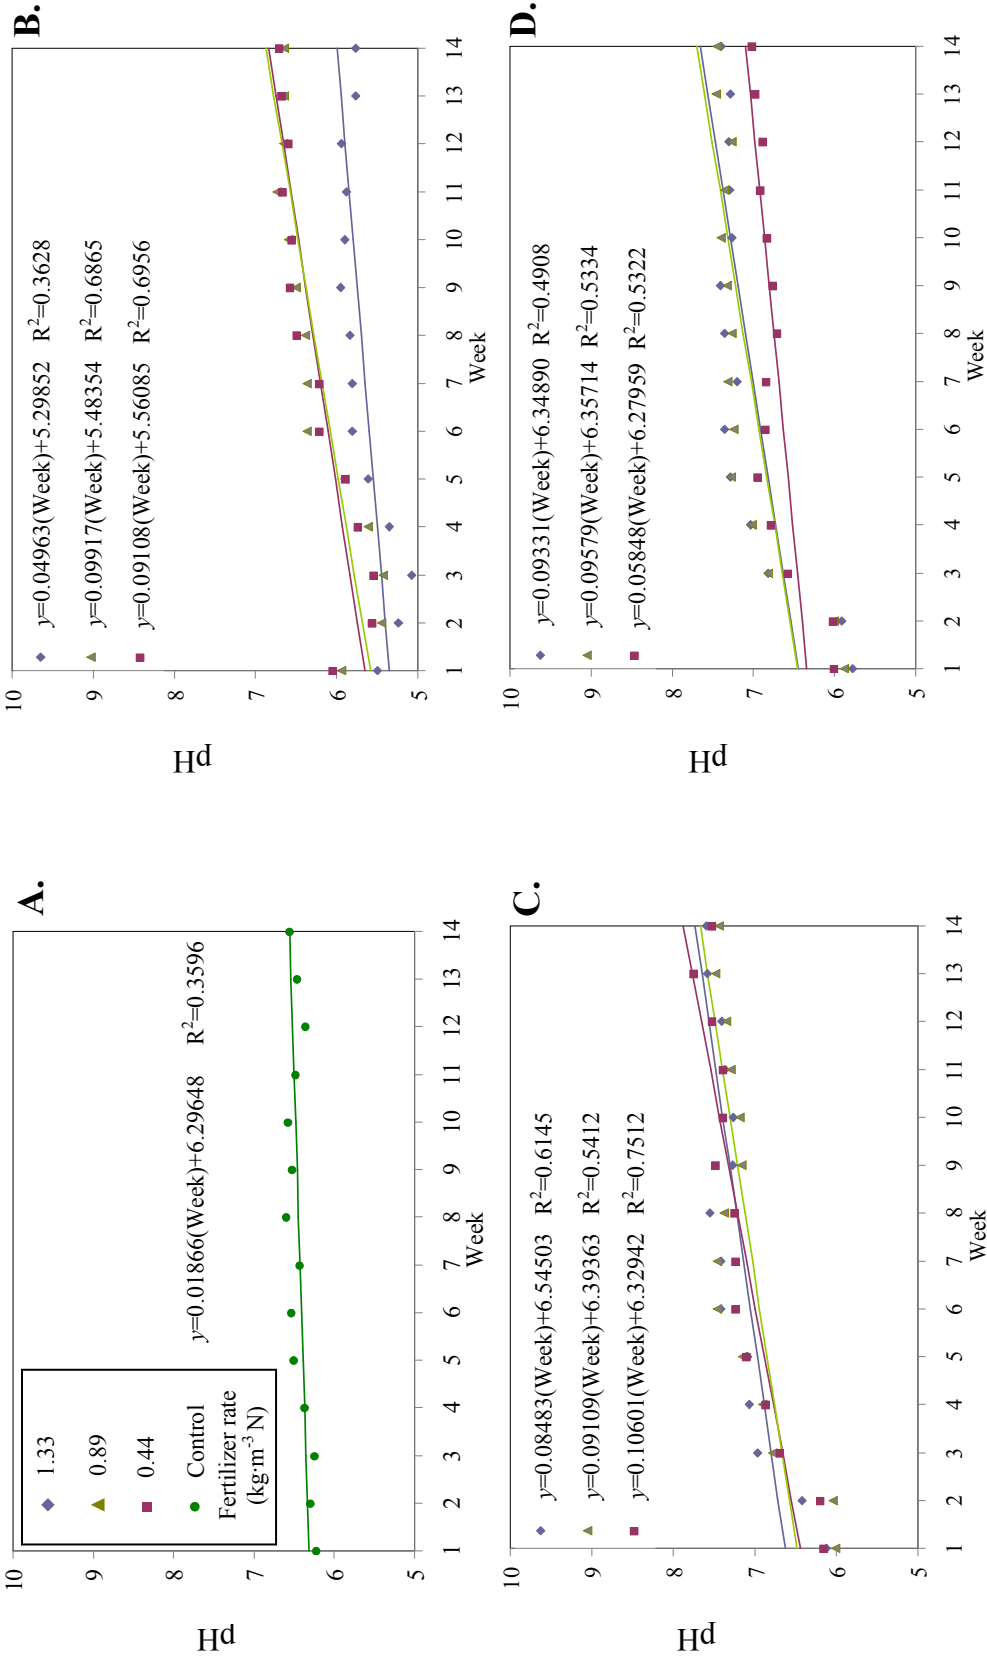 A.
pH
10
9
8
7
6
5
1 2 3 4 5 6 7 8 9 10 11 12 13 14
Week
1.33
0.89
0.44
Control
Fertilizer rate
(kg·m⁻³ N)
y=0.01866(Week)+6.29648 R²=0.3596
B.
pH
10
9
8
7
6
5
1 2 3 4 5 6 7 8 9 10 11 12 13 14
Week
y=0.04963(Week)+5.29852 R²=0.3628
y=0.09917(Week)+5.48354 R²=0.6865
y=0.09108(Week)+5.56085 R²=0.6956
C.
pH
10
9
8
7
6
5
1 2 3 4 5 6 7 8 9 10 11 12 13 14
Week
y=0.08483(Week)+6.54503 R²=0.6145
y=0.09109(Week)+6.39363 R²=0.5412
y=0.10601(Week)+6.32942 R²=0.7512
D.
pH
10
9
8
7
6
5
1 2 3 4 5 6 7 8 9 10 11 12 13 14
Week
y=0.09331(Week)+6.34890 R²=0.4908
y=0.09579(Week)+6.35714 R²=0.5334
y=0.05848(Week)+6.27959 R²=0.5322